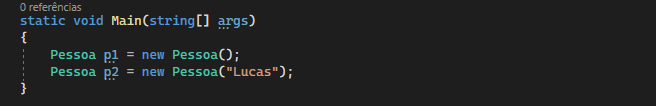 0 referências
static void Main(string[] args)
{
    Pessoa p1 = new Pessoa();
    Pessoa p2 = new Pessoa("Lucas");
}